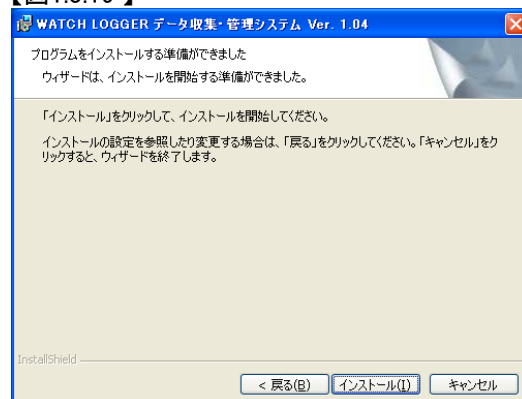 WATCH LOGGER データ収集・管理システム Ver. 1.04
プログラムをインストールする準備ができました
ウィザードは、インストールを開始する準備ができました。
「インストール」をクリックして、インストールを開始してください。
インストールの設定を参照したり変更する場合は、「戻る」をクリックしてください。「キャンセル」をク
リックすると、ウィザードを終了します。
InstallShield
< 戻る(B) インストール(I) キャンセル